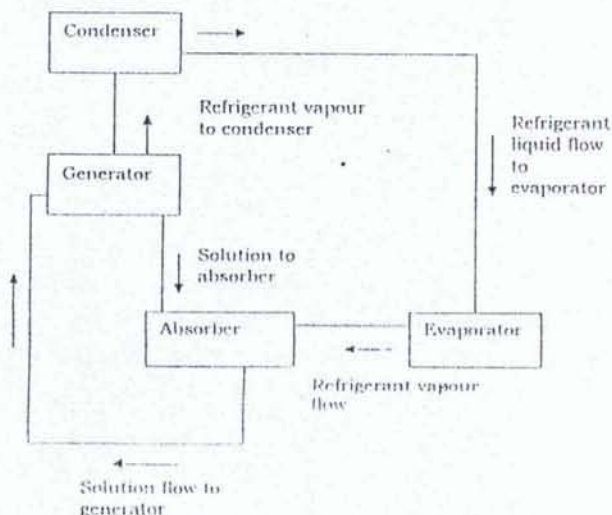 Condenser
Refrigerant vapour
to condenser
Refrigerant
liquid flow
to
evaporator
Generator
Solution to
absorber
Absorber
Evaporator
Refrigerant vapour
flow
Solution flow to
generator